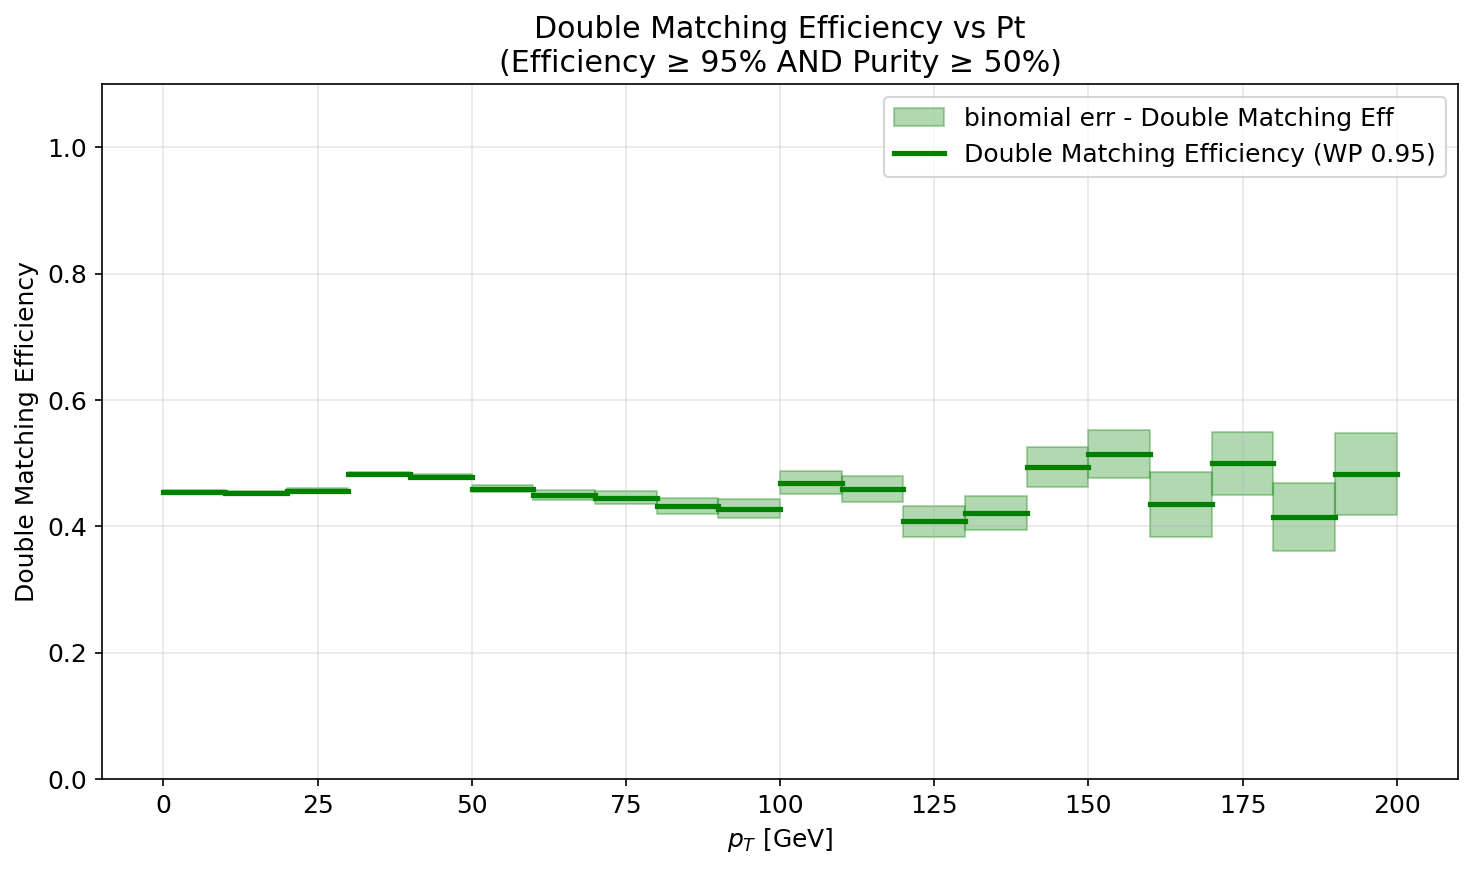 Double Matching Efficiency vs Pt
(Efficiency ≥ 95% AND Purity ≥ 50%)
binomial err - Double Matching Eff
Double Matching Efficiency (WP 0.95)
Double Matching Efficiency
1.0
0.8
0.6
0.4
0.2
0.0
0 25 50 75 100 125 150 175 200
p_T [GeV]